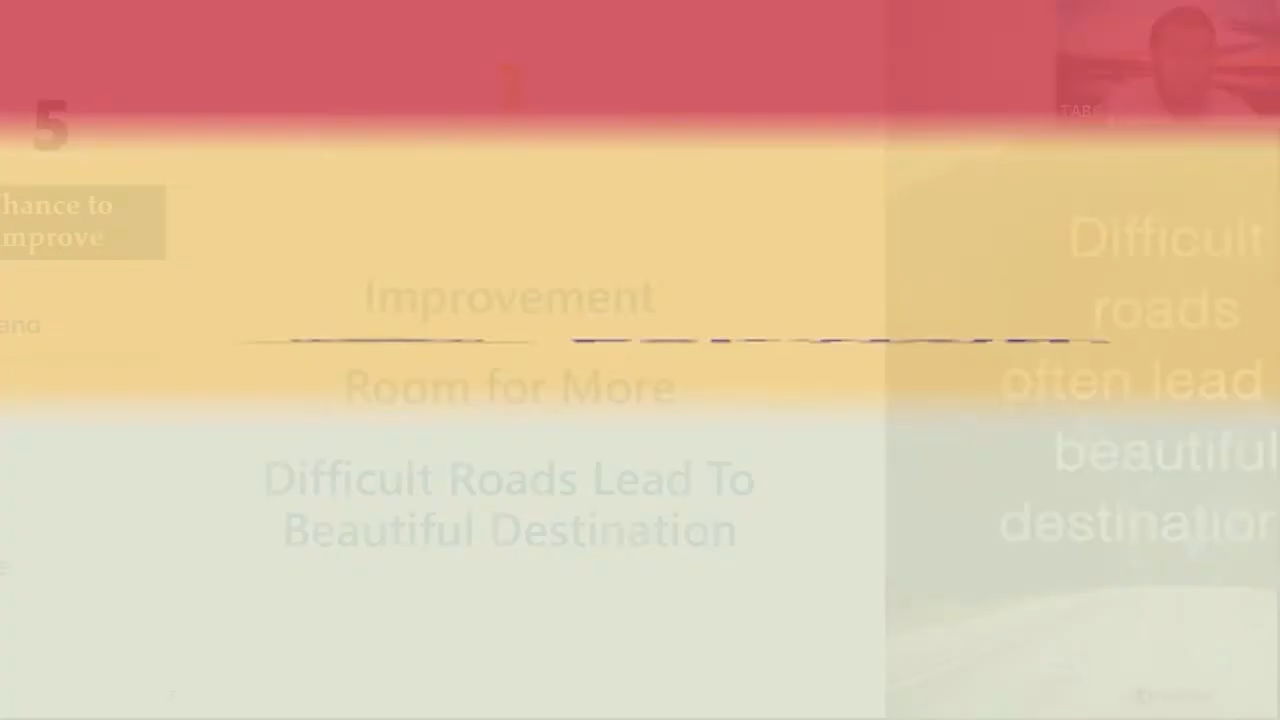 5
hance to
mprove
Improvement
Room for More
Difficult Roads Lead To
Beautiful Destination
Difficult
roads
often lead
beautiful
destination